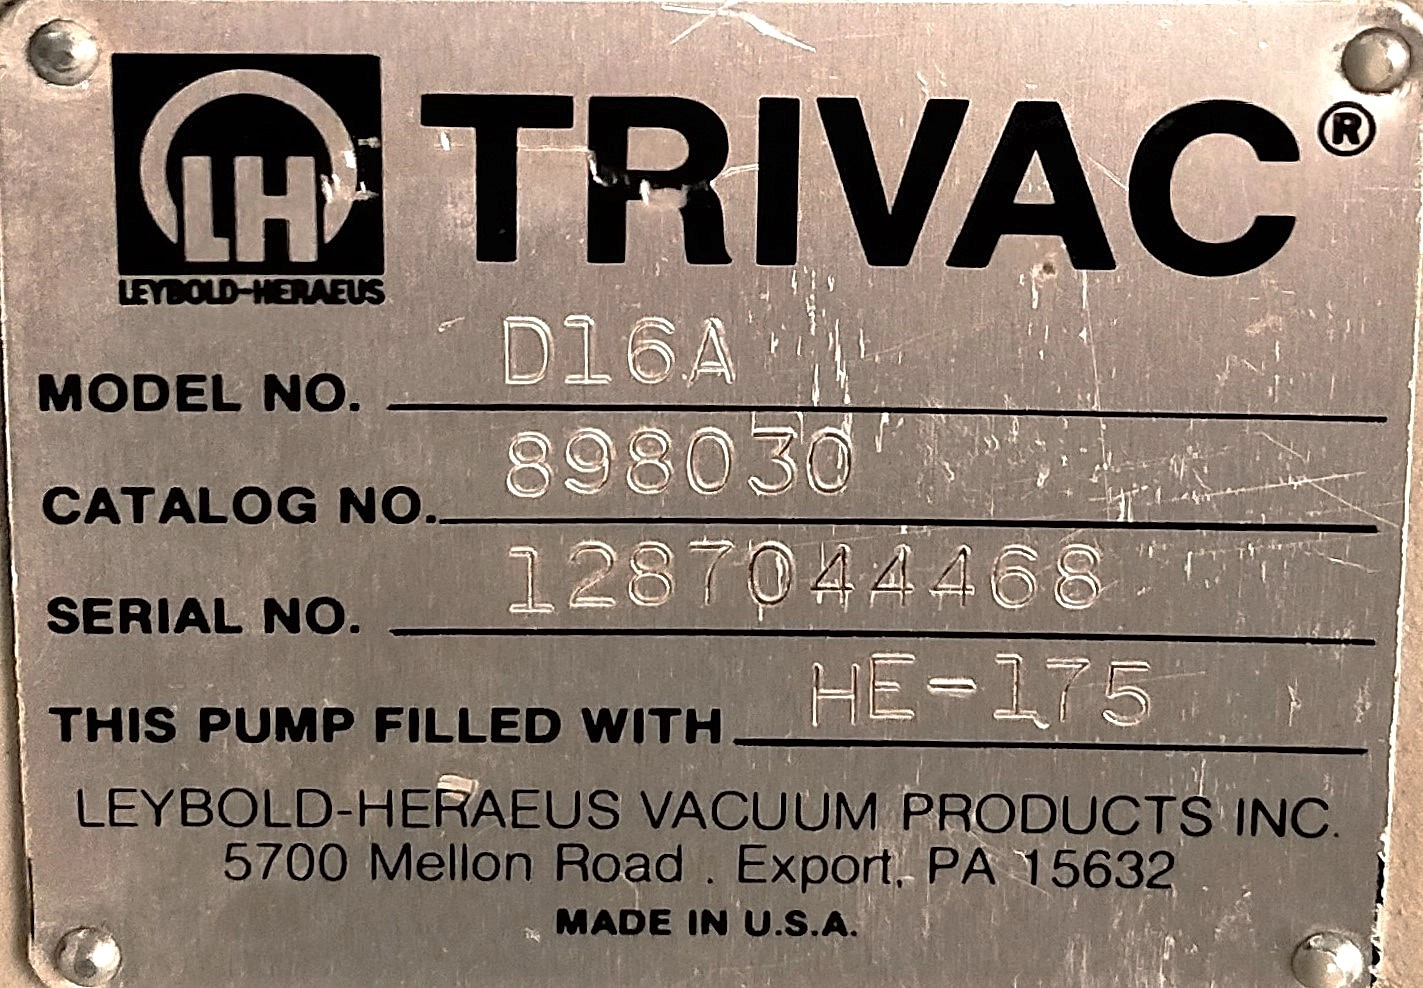 LH
LEYBOLD-HERAEUS
TRIVAC®
MODEL NO. D16A
CATALOG NO. 898030
SERIAL NO. 1287044468
THIS PUMP FILLED WITH HE-175
LEYBOLD-HERAEUS VACUUM PRODUCTS INC.
5700 Mellon Road . Export, PA 15632
MADE IN U.S.A.